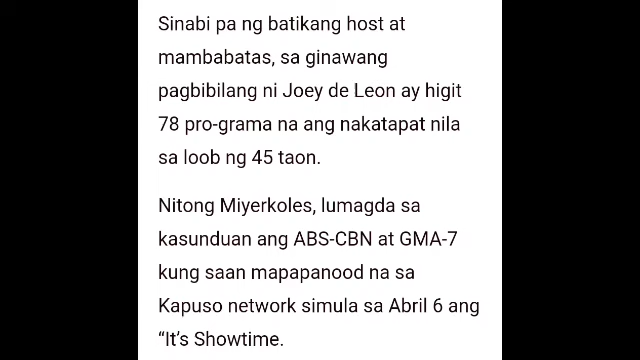 Sinabi pa ng batikang host at
mambabatas, sa ginawang
pagbibilang ni Joey de Leon ay higit
78 pro-grama na ang nakatapat nila
sa loob ng 45 taon.
Nitong Miyerkoles, lumagda sa
kasunduan ang ABS-CBN at GMA-7
kung saan mapapanood na sa
Kapuso network simula sa Abril 6 ang
“It’s Showtime.